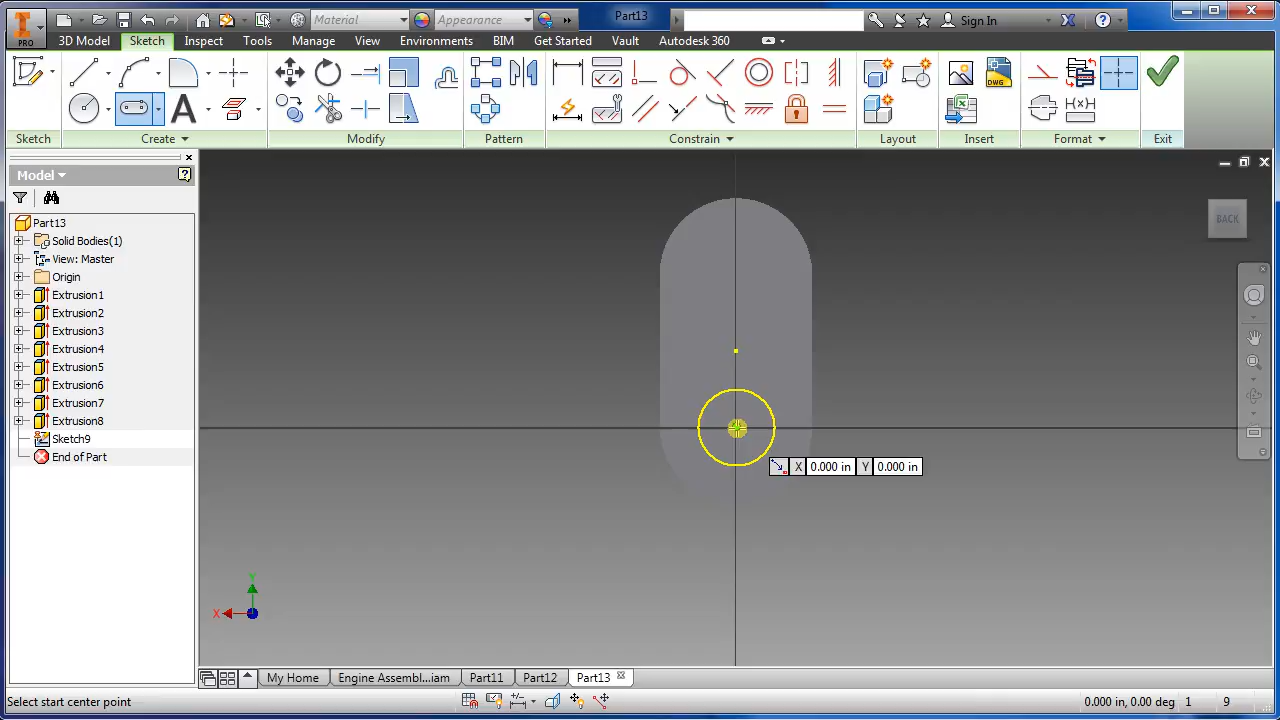 PRO
Material
Appearance
Part13
Sign In
3D Model
Sketch
Inspect
Tools
Manage
View
Environments
BIM
Get Started
Vault
Autodesk 360
Sketch
Create
Modify
Pattern
Constrain
Layout
Insert
Format
Exit
Model
Part13
Solid Bodies(1)
View: Master
Origin
Extrusion1
Extrusion2
Extrusion3
Extrusion4
Extrusion5
Extrusion6
Extrusion7
Extrusion8
Sketch9
End of Part
BACK
X 0.000 in Y 0.000 in
Y
X
My Home
Engine Assembl...iam
Part11
Part12
Part13
Select start center point
0.000 in, 0.00 deg 1 9